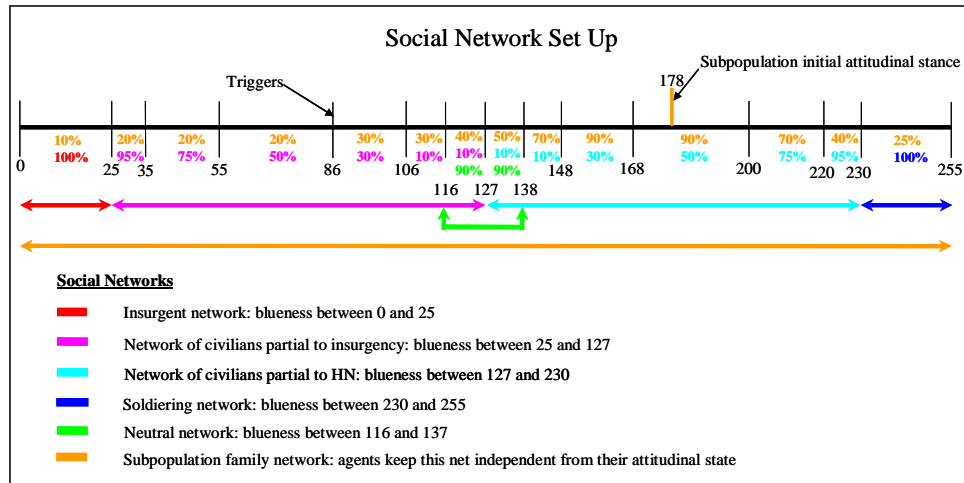 Social Network Set Up
Subpopulation initial attitudinal stance
Triggers
178
10% 20% 20% 20% 30% 30% 40% 50% 70% 90% 90% 70% 40% 25%
100% 95% 75% 50% 30% 10% 10% 10% 10% 30% 50% 75% 95% 100%
90% 90%
0 25 35 55 86 106 116 127 138 148 168 200 220 230 255
Social Networks
Insurgent network: blueness between 0 and 25
Network of civilians partial to insurgency: blueness between 25 and 127
Network of civilians partial to HN: blueness between 127 and 230
Soldiering network: blueness between 230 and 255
Neutral network: blueness between 116 and 137
Subpopulation family network: agents keep this net independent from their attitudinal state